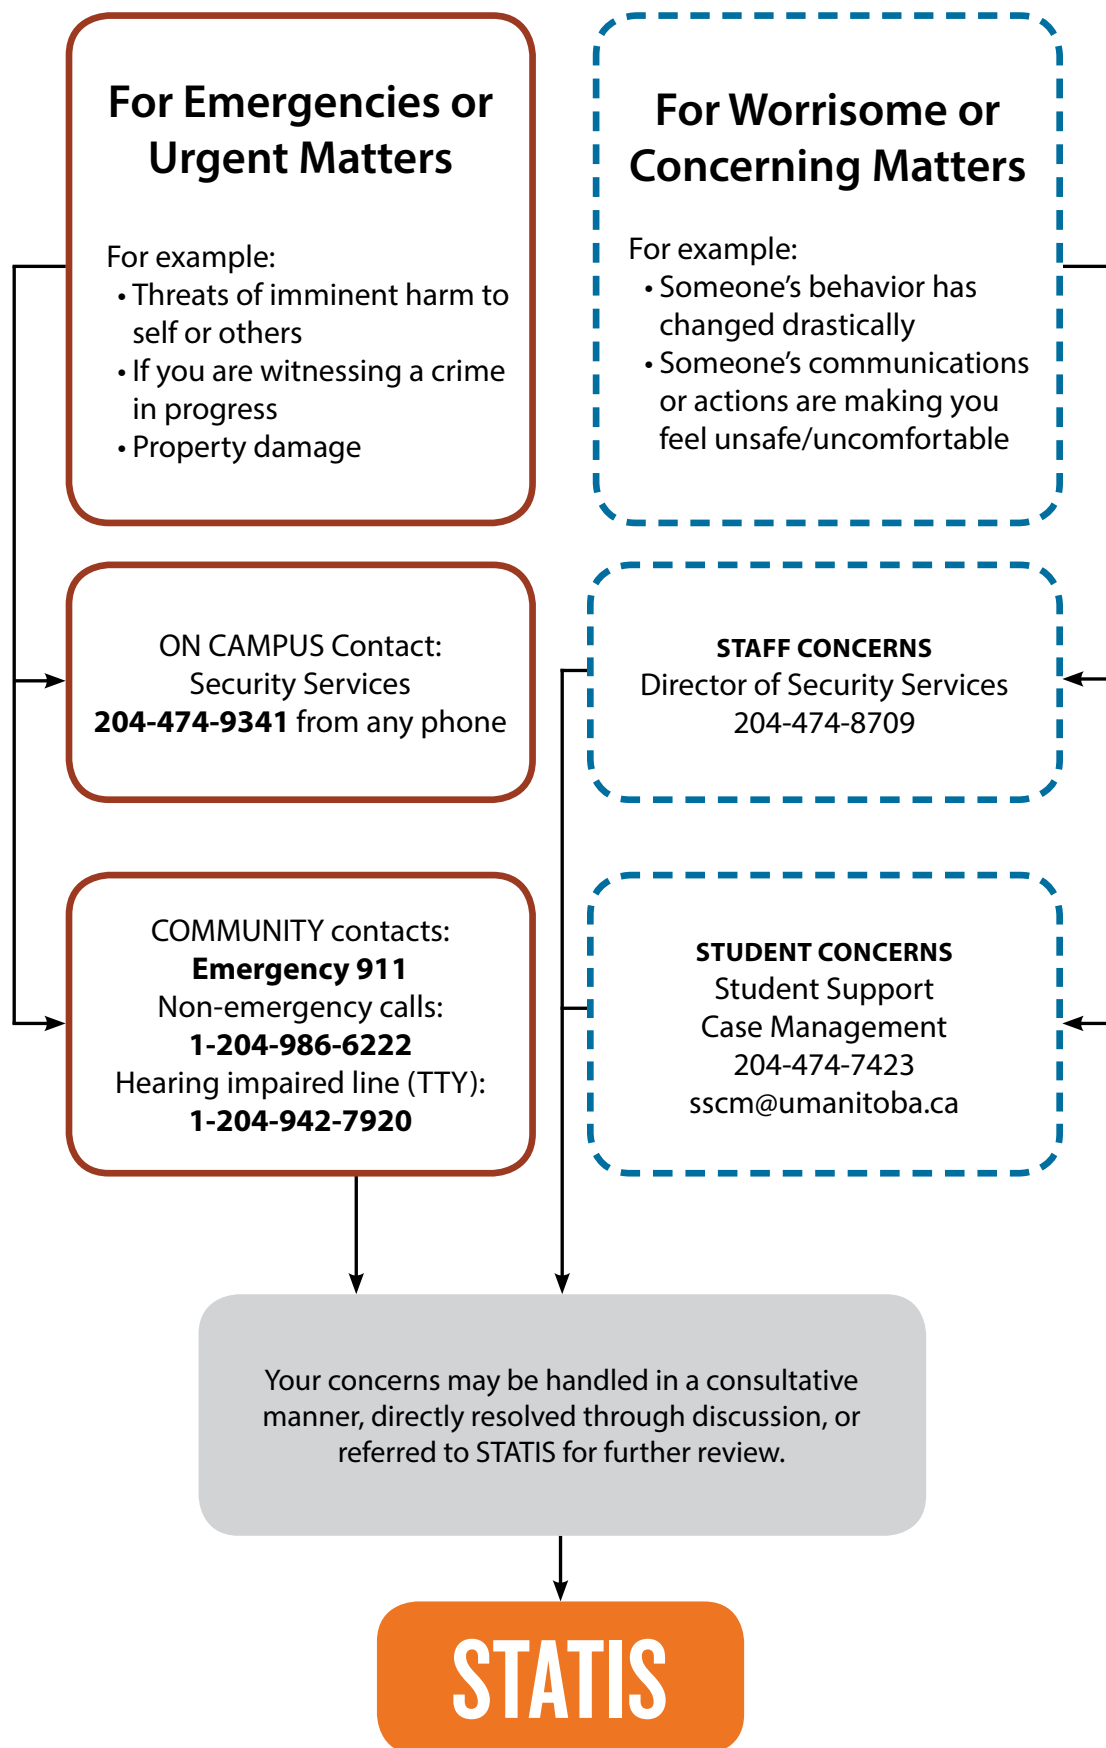 For Emergencies or
Urgent Matters
For example:
• Threats of imminent harm to
self or others
• If you are witnessing a crime
in progress
• Property damage
For Worrisome or
Concerning Matters
For example:
• Someone’s behavior has
changed drastically
• Someone’s communications
or actions are making you
feel unsafe/uncomfortable
ON CAMPUS Contact:
Security Services
204-474-9341 from any phone
STAFF CONCERNS
Director of Security Services
204-474-8709
COMMUNITY contacts:
Emergency 911
Non-emergency calls:
1-204-986-6222
Hearing impaired line (TTY):
1-204-942-7920
STUDENT CONCERNS
Student Support
Case Management
204-474-7423
sscm@umanitoba.ca
Your concerns may be handled in a consultative
manner, directly resolved through discussion, or
referred to STATIS for further review.
STATIS